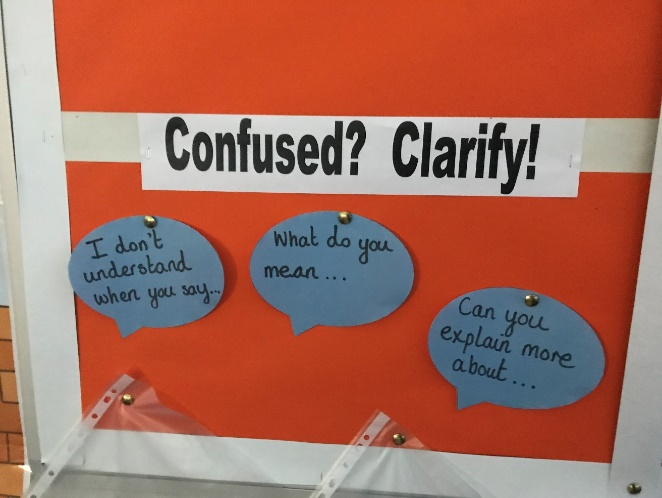 Confused? Clarify!
I don't
understand
when you say...
What do you
mean...
Can you
explain more
about...